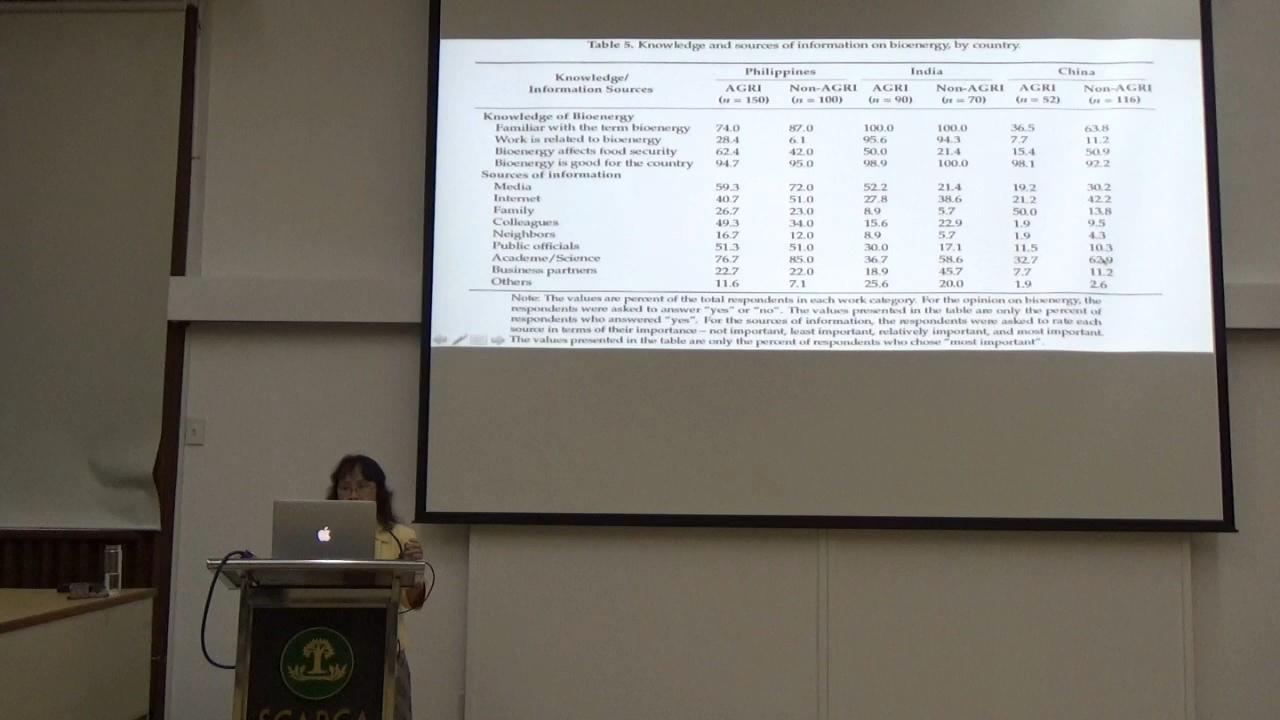 Table 5. Knowledge and sources of information on bioenergy, by country.
Knowledge/ Information Sources Philippines India China
AGRI (n = 150) Non-AGRI (n = 100) AGRI (n = 90) Non-AGRI (n = 70) AGRI (n = 52) Non-AGRI (n = 116)
Knowledge of Bioenergy
Familiar with the term bioenergy 74.0 87.0 100.0 100.0 36.5 63.8
Work is related to bioenergy 28.4 6.1 95.6 94.3 7.7 11.2
Bioenergy affects food security 62.4 42.0 50.0 21.4 15.4 50.9
Bioenergy is good for the country 94.7 95.0 98.9 100.0 98.1 92.2
Sources of information
Media 59.3 72.0 52.2 21.4 19.2 30.2
Internet 40.7 51.0 27.8 38.6 21.2 42.2
Family 26.7 23.0 8.9 5.7 50.0 13.8
Colleagues 49.3 34.0 15.6 22.9 1.9 9.5
Neighbors 16.7 12.0 8.9 5.7 1.9 4.3
Public officials 51.3 51.0 30.0 17.1 11.5 10.3
Academe/Science 76.7 85.0 36.7 58.6 32.7 62.9
Business partners 22.7 22.0 18.9 45.7 7.7 11.2
Others 11.6 7.1 25.6 20.0 1.9 2.6
Note: The values are percent of the total respondents in each work category. For the opinion on bioenergy, the
respondents were asked to answer "yes" or "no". The values presented in the table are only the percent of
respondents who answered "yes". For the sources of information, the respondents were asked to rate each
source in terms of their importance – not important, least important, relatively important, and most important.
The values presented in the table are only the percent of respondents who chose "most important".